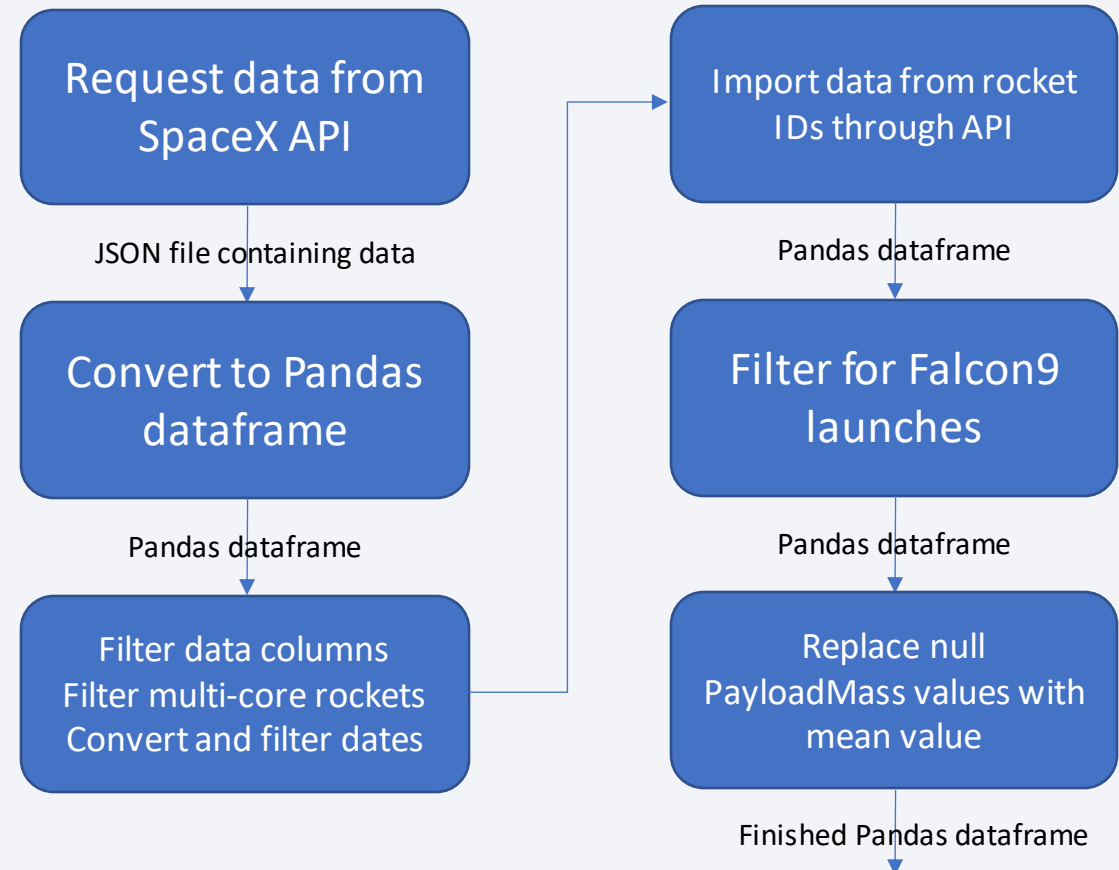 Request data from
SpaceX API
JSON file containing data
Convert to Pandas
dataframe
Pandas dataframe
Filter data columns
Filter multi-core rockets
Convert and filter dates
Import data from rocket
IDs through API
Pandas dataframe
Filter for Falcon9
launches
Pandas dataframe
Replace null
PayloadMass values with
mean value
Finished Pandas dataframe